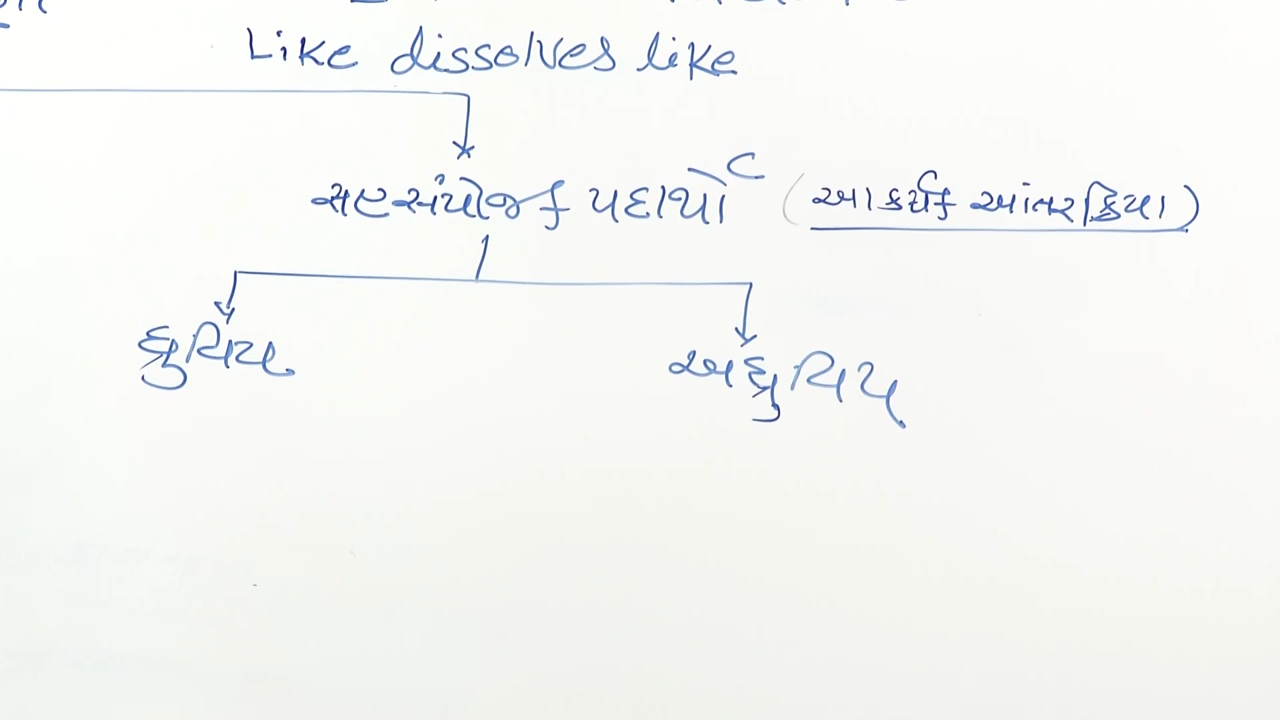 Like dissolves like
સહસંયોજક પદાર્થો (આકર્ષક આંતરક્રિયા)
ધ્રુવિય
અધ્રુવિય